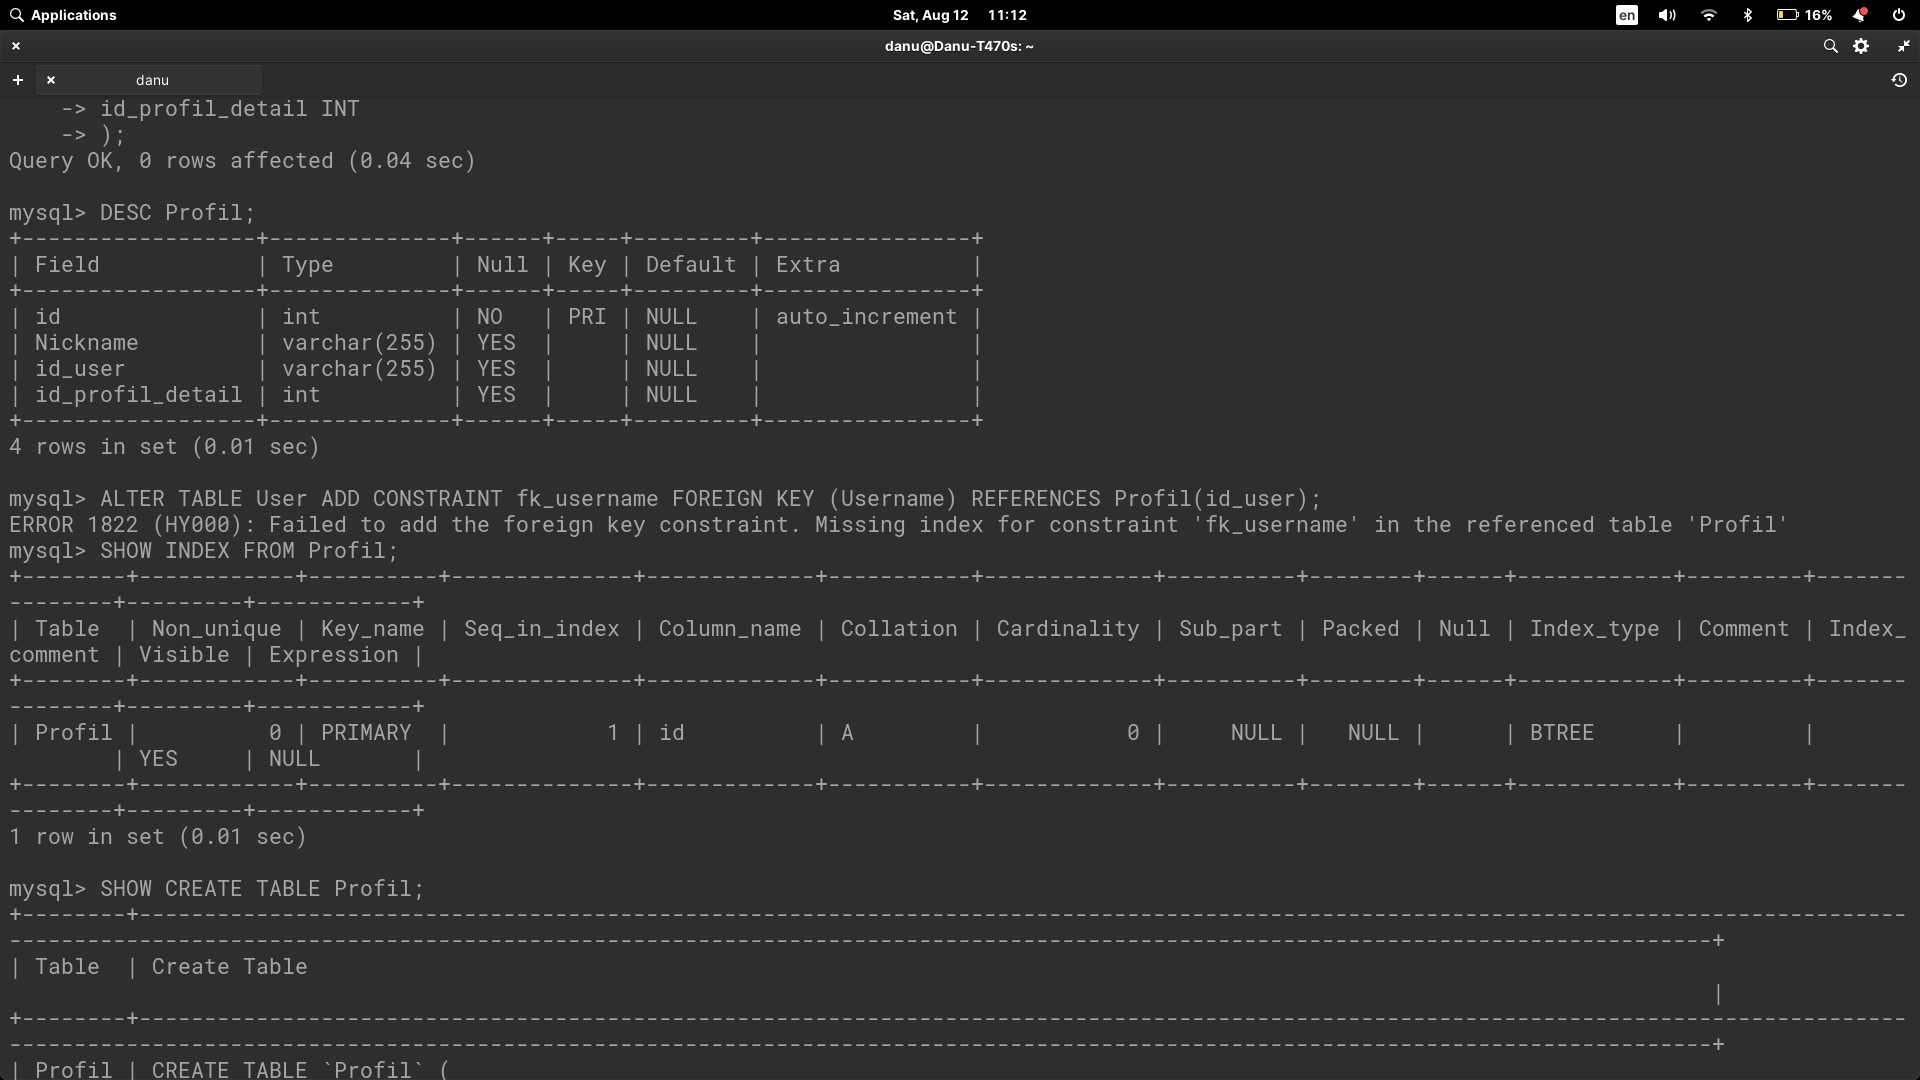 Applications
Sat, Aug 12 11:12
en 16%
danu@Danu-T470s: ~
danu
    -> id_profil_detail INT
    -> );
Query OK, 0 rows affected (0.04 sec)
mysql> DESC Profil;
+------------------+--------------+------+-----+---------+----------------+
| Field            | Type         | Null | Key | Default | Extra          |
+------------------+--------------+------+-----+---------+----------------+
| id               | int          | NO   | PRI | NULL    | auto_increment |
| Nickname         | varchar(255) | YES  |     | NULL    |                |
| id_user          | varchar(255) | YES  |     | NULL    |                |
| id_profil_detail | int          | YES  |     | NULL    |                |
+------------------+--------------+------+-----+---------+----------------+
4 rows in set (0.01 sec)
mysql> ALTER TABLE User ADD CONSTRAINT fk_username FOREIGN KEY (Username) REFERENCES Profil(id_user);
ERROR 1822 (HY000): Failed to add the foreign key constraint. Missing index for constraint 'fk_username' in the referenced table 'Profil'
mysql> SHOW INDEX FROM Profil;
+--------+------------+----------+--------------+-------------+-----------+-------------+----------+--------+------+------------+---------+-------
--------+---------+------------+
| Table  | Non_unique | Key_name | Seq_in_index | Column_name | Collation | Cardinality | Sub_part | Packed | Null | Index_type | Comment | Index_
comment | Visible | Expression |
+--------+------------+----------+--------------+-------------+-----------+-------------+----------+--------+------+------------+---------+-------
--------+---------+------------+
| Profil |          0 | PRIMARY  |            1 | id          | A         |           0 |     NULL |   NULL |      | BTREE      |         |
        | YES     | NULL       |
+--------+------------+----------+--------------+-------------+-----------+-------------+----------+--------+------+------------+---------+-------
--------+---------+------------+
1 row in set (0.01 sec)
mysql> SHOW CREATE TABLE Profil;
+--------+----------------------------------------------------------------------------------------------------------------------------------------
-----------------------------------------------------------------------------------------------------------------------------------+
| Table  | Create Table
                                                                                                                                   |
+--------+----------------------------------------------------------------------------------------------------------------------------------------
-----------------------------------------------------------------------------------------------------------------------------------+
| Profil | CREATE TABLE `Profil` (